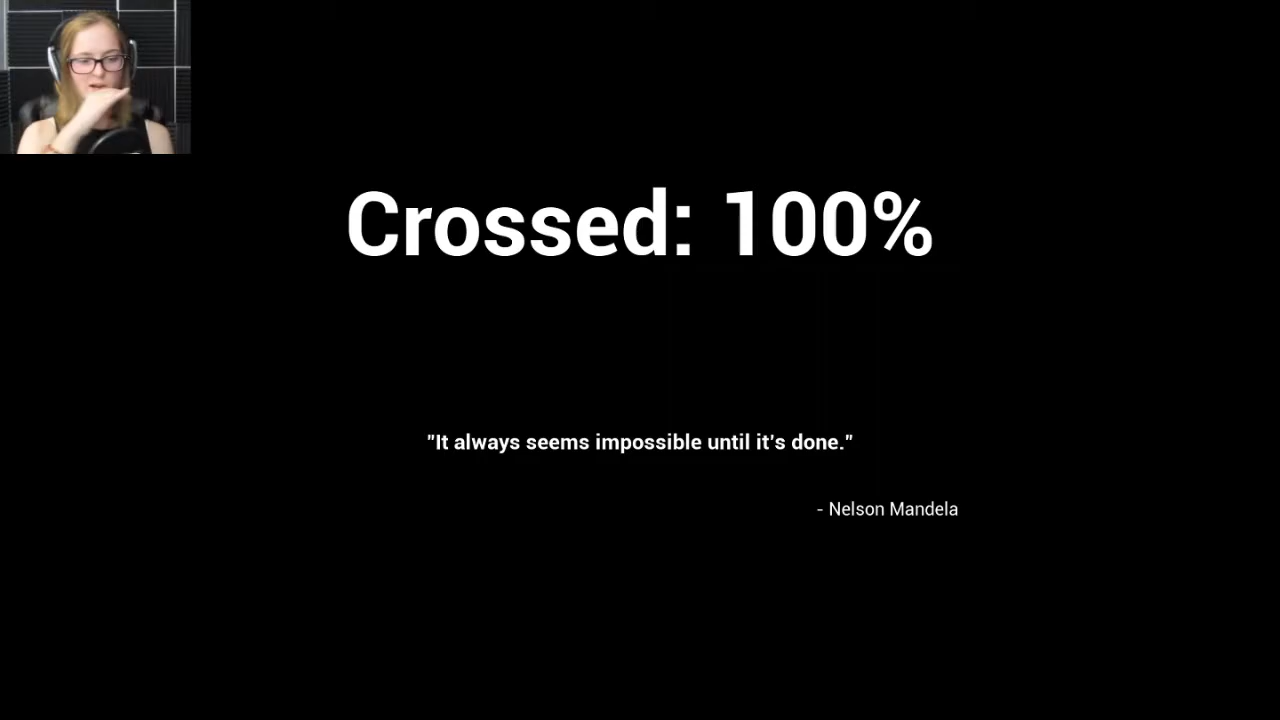 Crossed: 100%
"It always seems impossible until it's done."
- Nelson Mandela